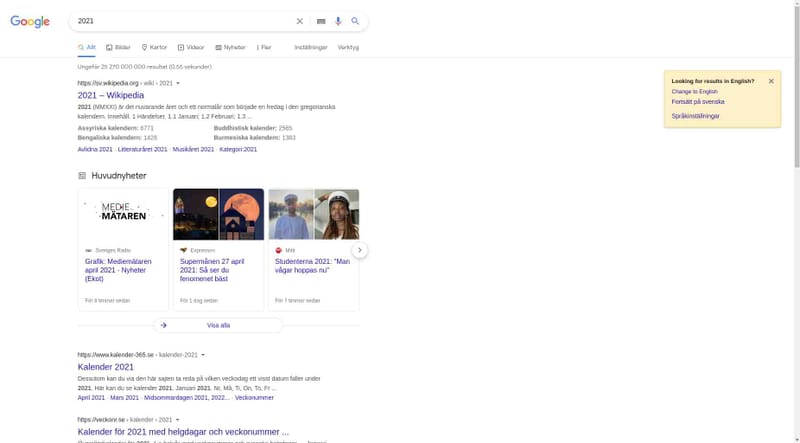 Google
2021
Allt
Bilder
Kartor
Videor
Nyheter
Fler
Inställningar
Verktyg
Ungefär 25 270 000 000 resultat (0,66 sekunder)
https://sv.wikipedia.org › wiki › 2021
2021 – Wikipedia
2021 (MMXXI) är det nuvarande året och ett normalår som började en fredag i den gregorianska
kalendern. Innehåll. 1 Händelser. 1.1 Januari; 1.2 Februari; 1.3 ...
Assyriska kalendern: 6771
Buddhistisk kalender: 2565
Bengaliska kalendern: 1428
Burmesiska kalendern: 1383
Avlidna 2021 · Litteraturåret 2021 · Musikåret 2021 · Kategori:2021
Looking for results in English?
Change to English
Fortsätt på svenska
Språkinställningar
Huvudnyheter
MEDIE
MÄTAREN
Sveriges Radio
Grafik: Mediemätaren
april 2021 - Nyheter
(Ekot)
För 8 timmar sedan
Expressen
Supermånen 27 april
2021: Så ser du
fenomenet bäst
För 1 dag sedan
Mitti
Studenterna 2021: "Man
vågar hoppas nu"
För 7 timmar sedan
Visa alla
https://www.kalender-365.se › kalender-2021
Kalender 2021
Dessutom kan du via den här sajten ta reda på vilken veckodag ett visst datum faller under
2021. Här kan du se kalender 2021. Januari 2021. Nr, Må, Ti, On, To, Fr ...
April 2021 · Mars 2021 · Midsommardagen 2021, 2022... · Veckonummer
https://veckonr.se › kalender › 2021
Kalender för 2021 med helgdagar och veckonummer ...